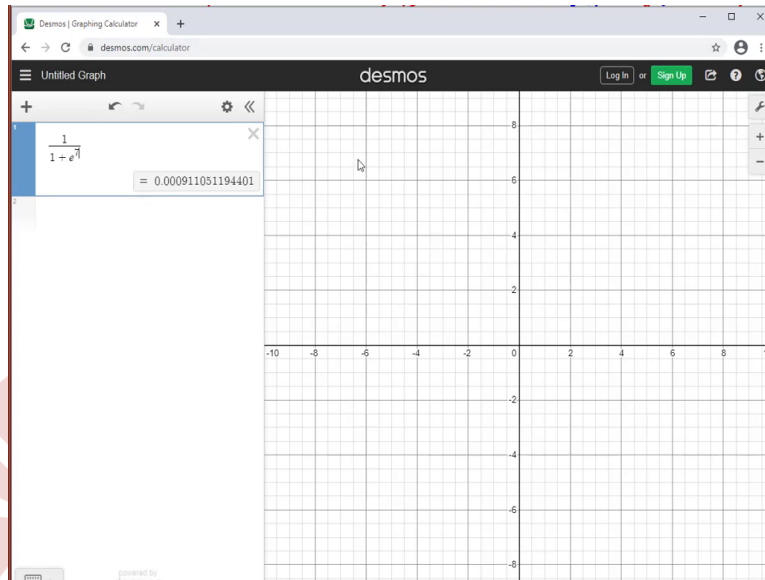 Desmos | Graphing Calculator
desmos.com/calculator
Untitled Graph
desmos
Log In or Sign Up
1
1
1 + e^7
= 0.000911051194401
2
powered by
8
6
4
2
-10 -8 -6 -4 -2 0 2 4 6 8
-2
-4
-6
-8